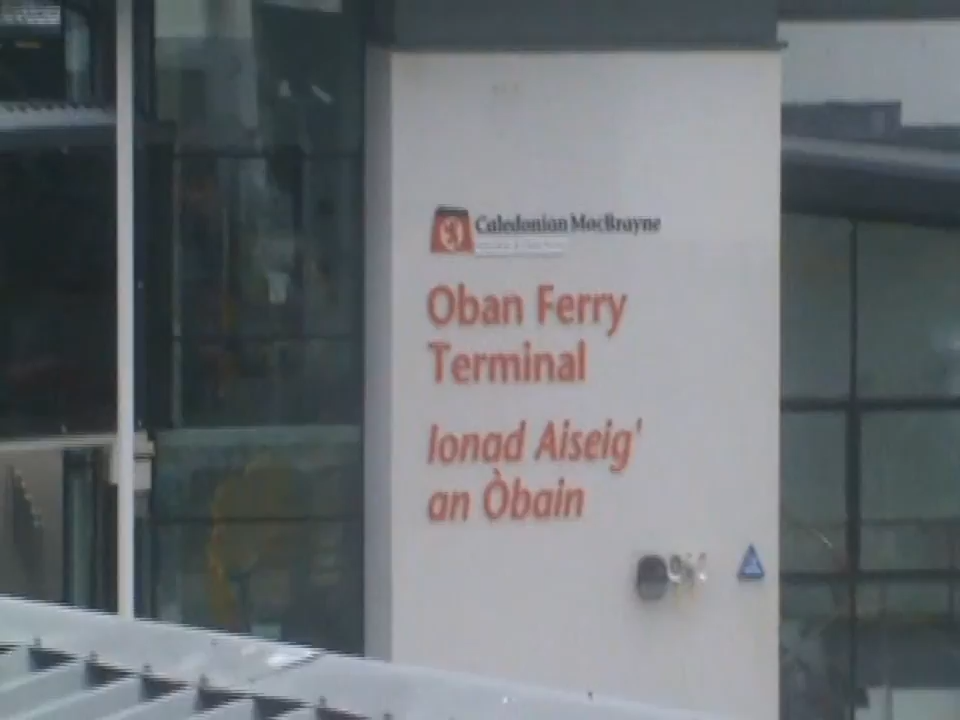 Caledonian MacBrayne
Oban Ferry
Terminal
Ionad Aiseig'
an Òbain